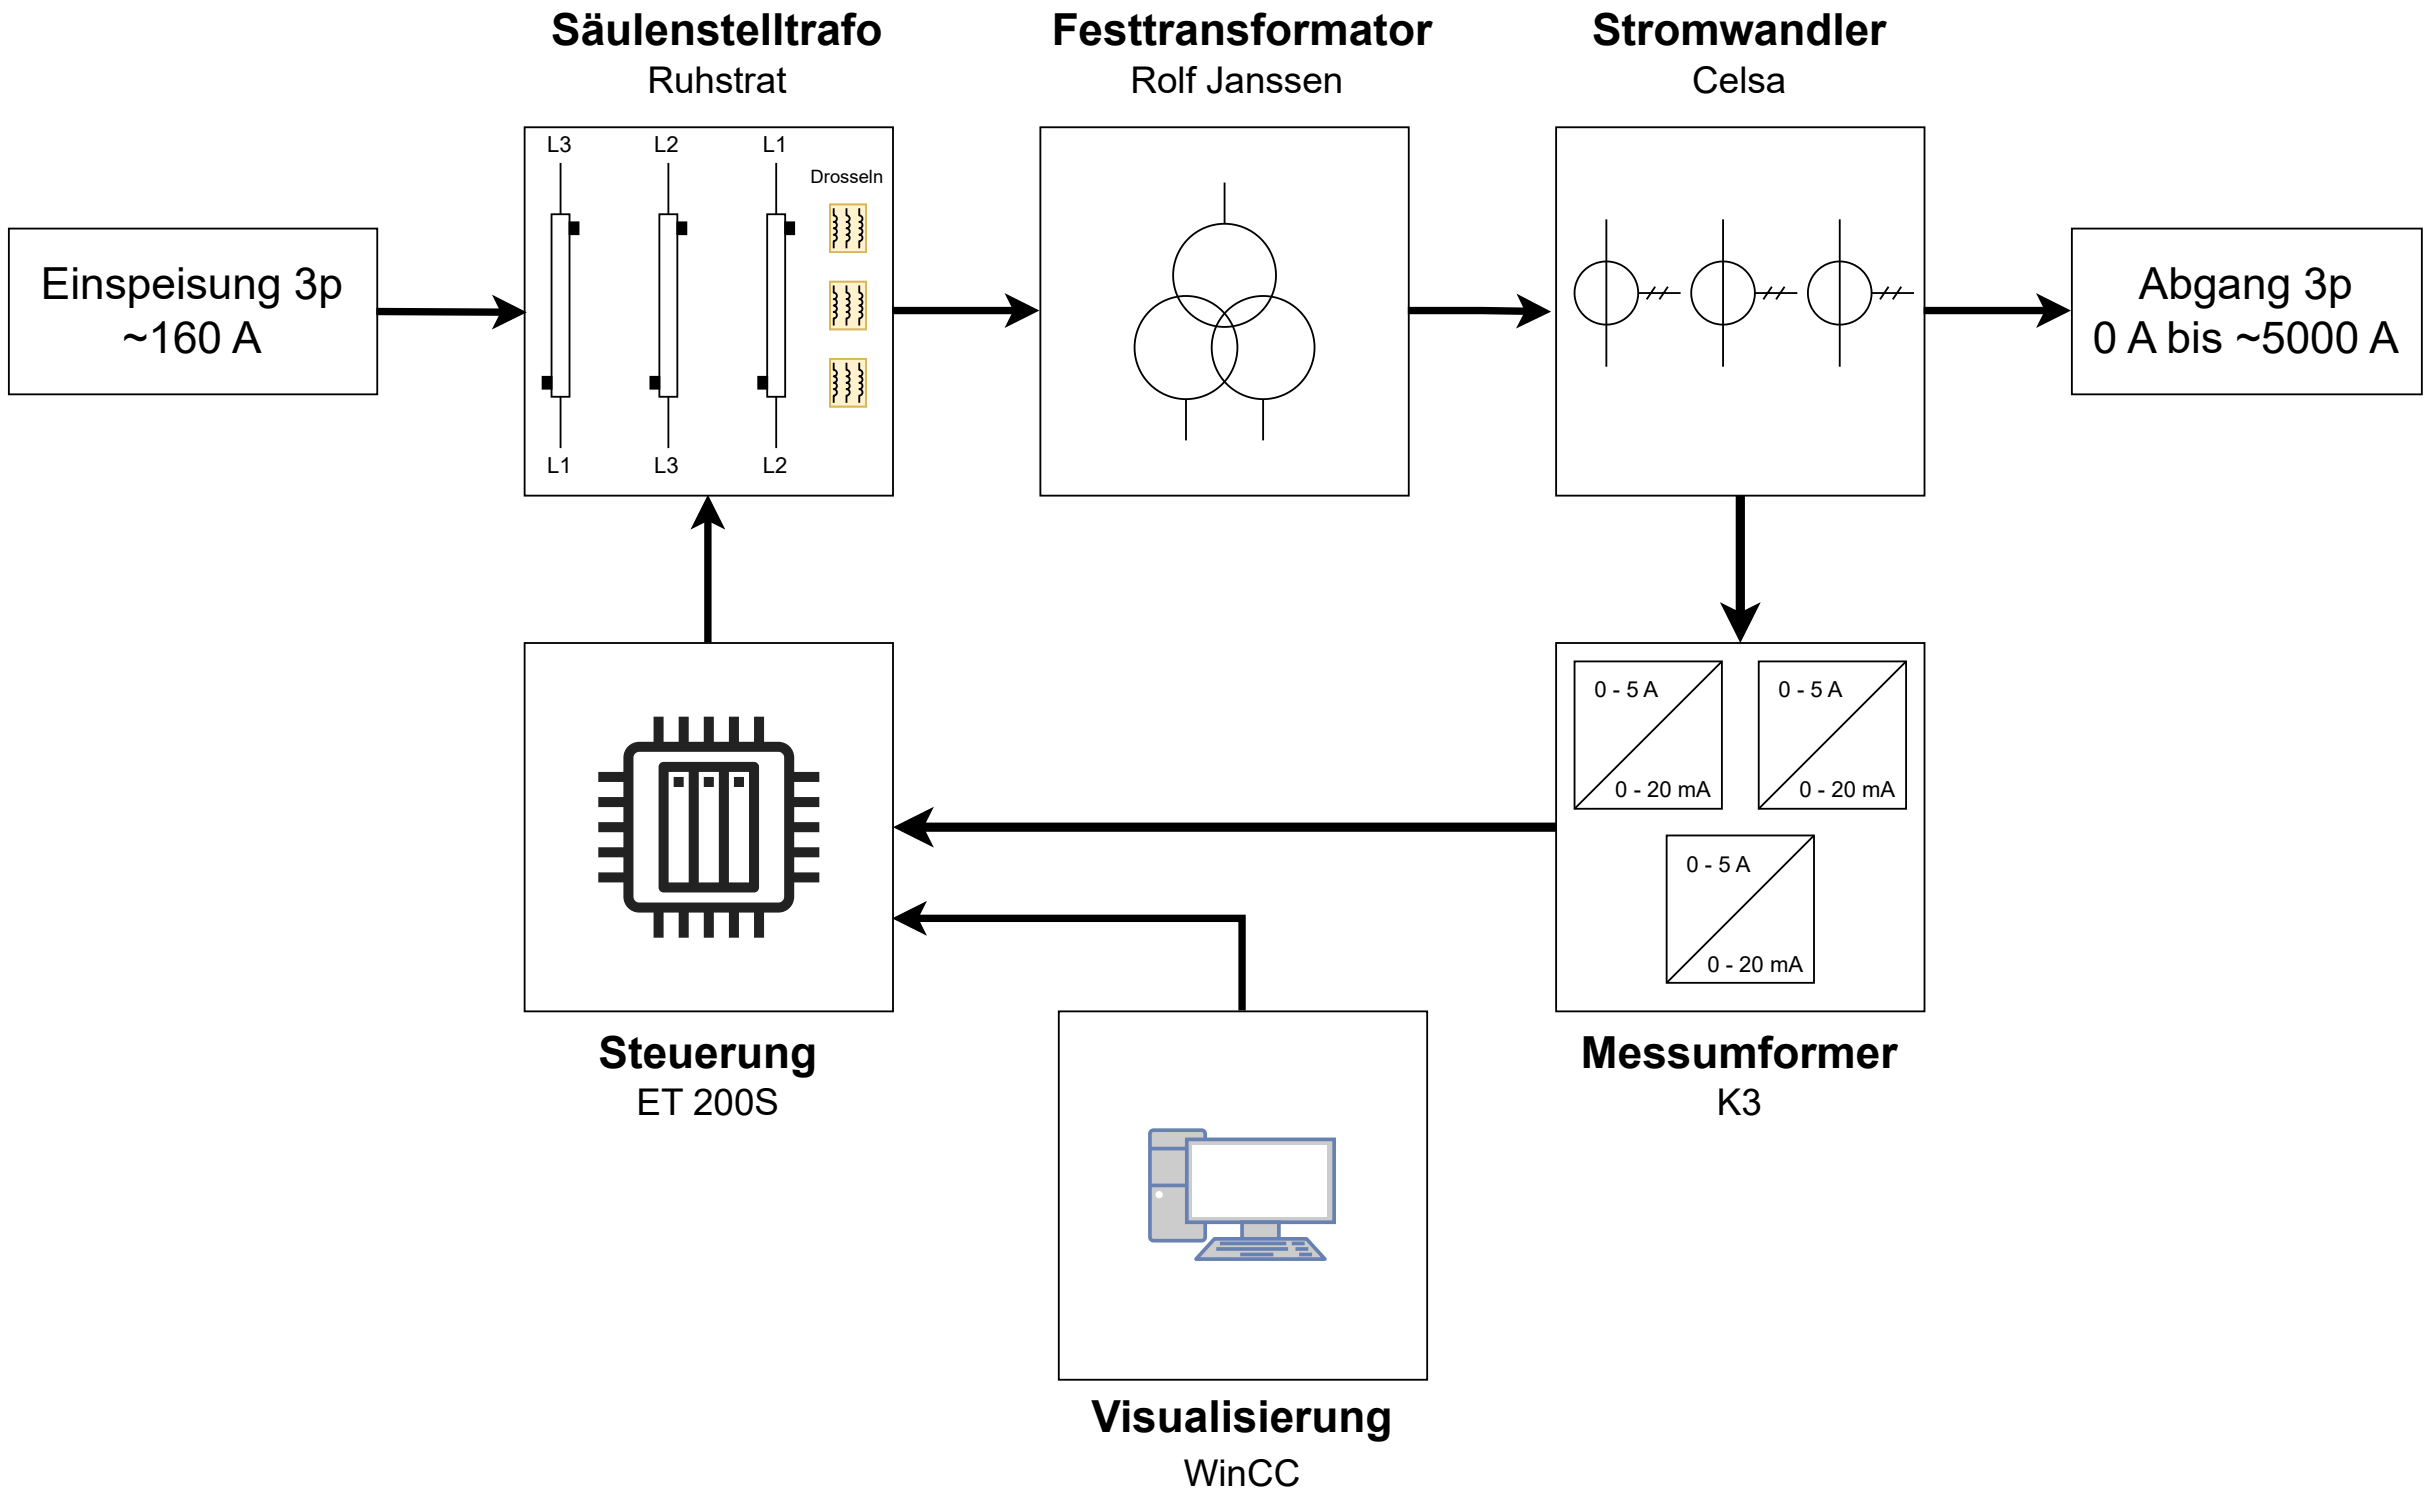 Säulenstelltrafo
Ruhstrat
Festtransformator
Rolf Janssen
Stromwandler
Celsa
L3 L2 L1
Drosseln
L1 L3 L2
Einspeisung 3p
~160 A
Abgang 3p
0 A bis ~5000 A
0 - 5 A
0 - 20 mA
0 - 5 A
0 - 20 mA
0 - 5 A
0 - 20 mA
Steuerung
ET 200S
Messumformer
K3
Visualisierung
WinCC